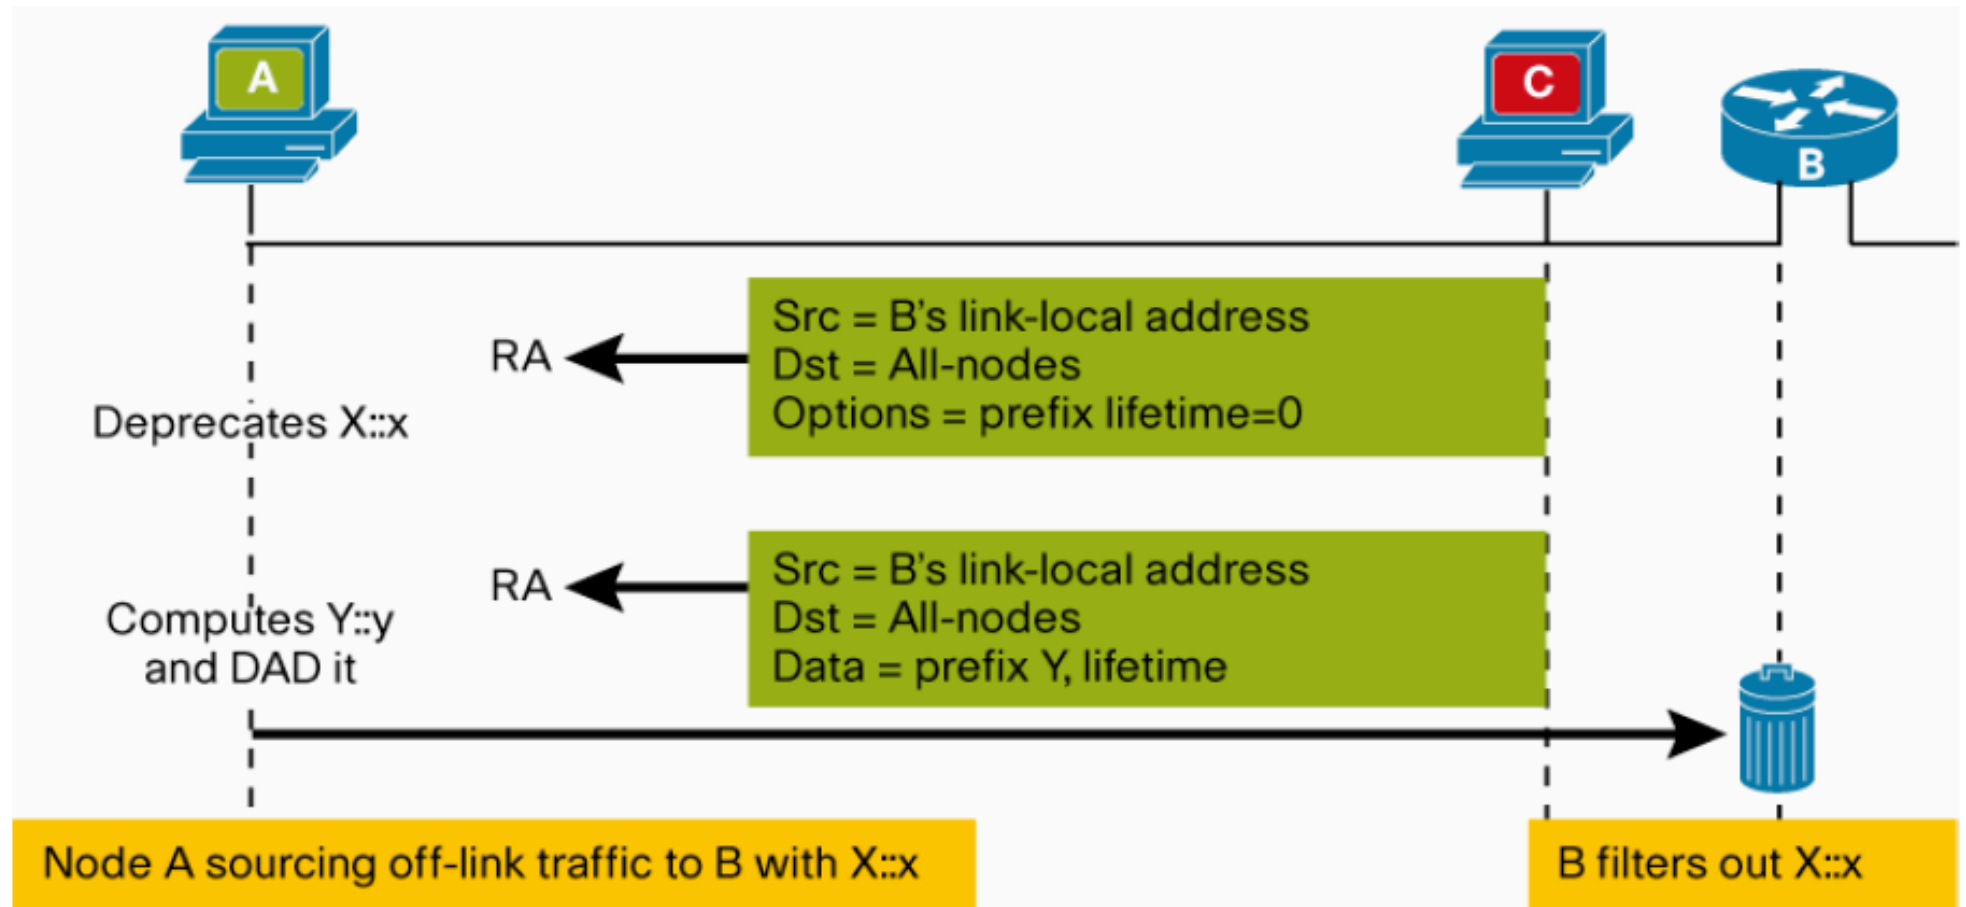 A
C
B
Src = B's link-local address
RA
Dst = All-nodes
Options = prefix lifetime=0
Deprecates X::x
Src = B's link-local address
RA
Dst = All-nodes
Data = prefix Y, lifetime
Computes Y::y
and DAD it
Node A sourcing off-link traffic to B with X::x
B filters out X::x